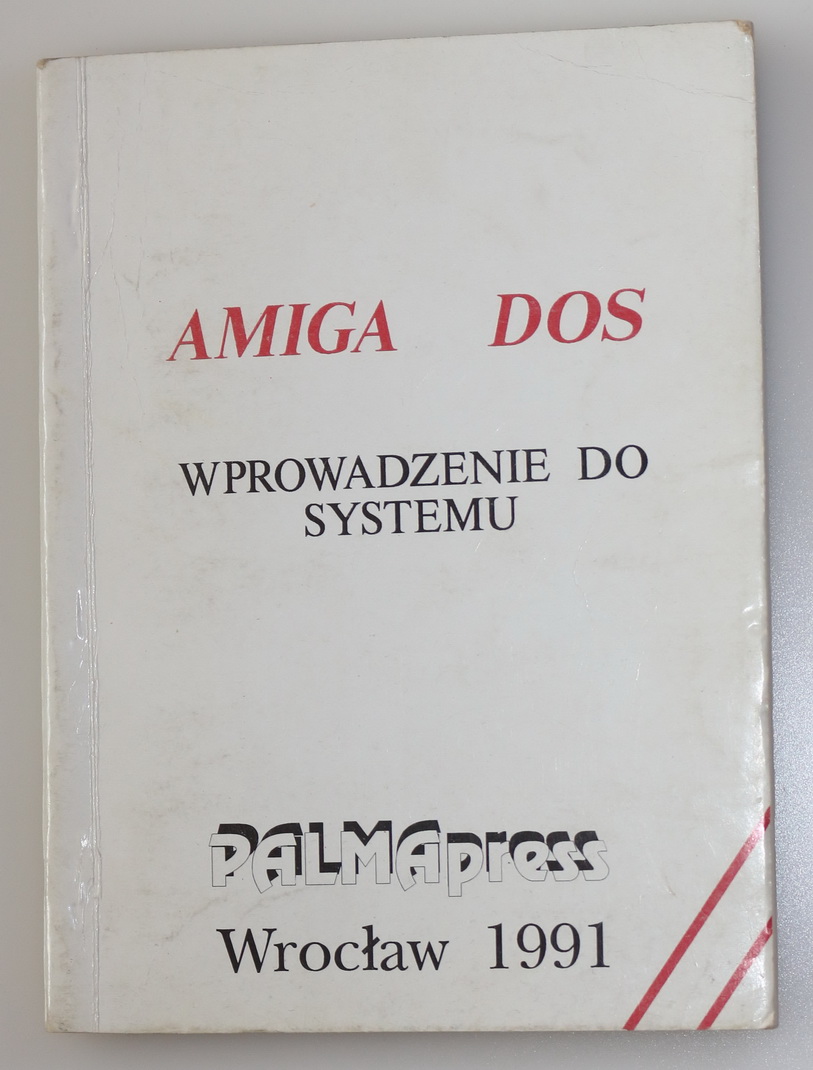 AMIGA DOS
WPROWADZENIE DO
SYSTEMU
PALMApress
Wrocław 1991